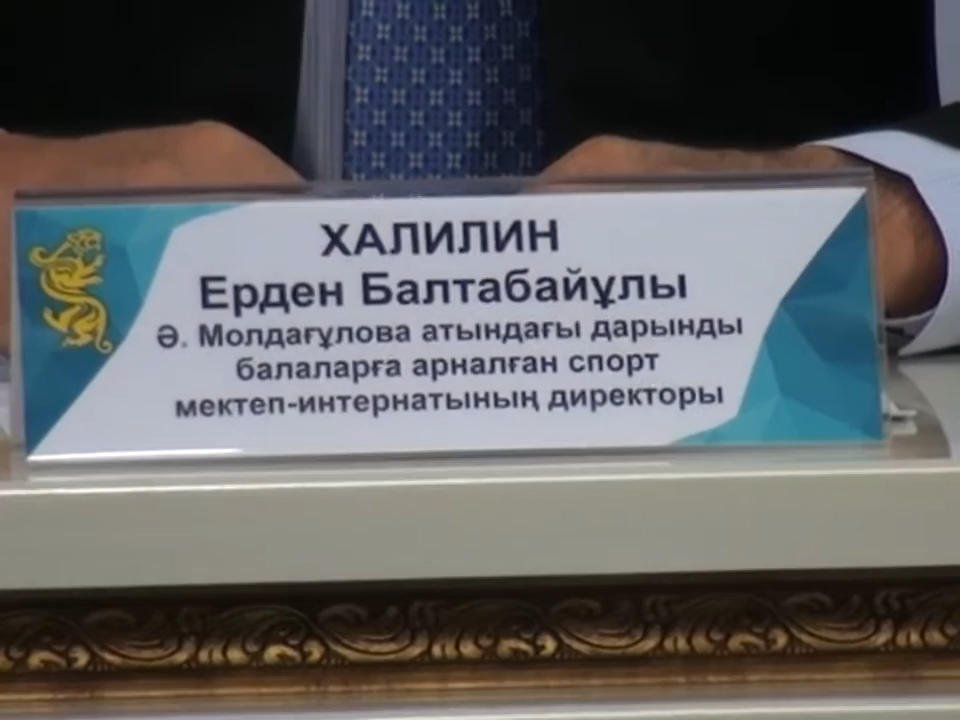 ХАЛИЛИН
Ерден Балтабайұлы
Ә. Молдағұлова атындағы дарынды
балаларға арналған спорт
мектеп-интернатының директоры